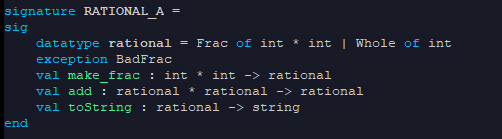 signature RATIONAL_A =
sig
    datatype rational = Frac of int * int | Whole of int
    exception BadFrac
    val make_frac : int * int -> rational
    val add : rational * rational -> rational
    val toString : rational -> string
end